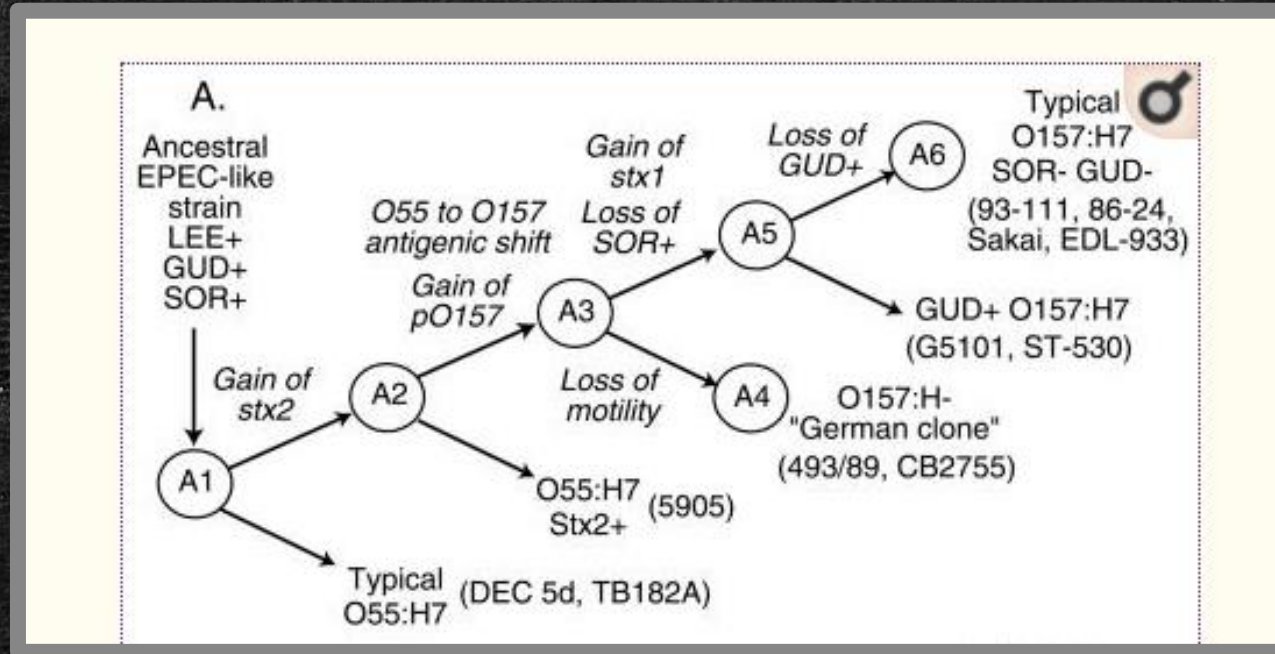 A.
Ancestral
EPEC-like
strain
LEE+
GUD+
SOR+
Gain of
stx2
O55 to O157
antigenic shift
Gain of
pO157
Gain of
stx1
Loss of
SOR+
Loss of
GUD+
Typical
O157:H7
SOR- GUD-
(93-111, 86-24,
Sakai, EDL-933)
A1
A2
A3
A4
A5
A6
GUD+ O157:H7
(G5101, ST-530)
Loss of
motility
O157:H-
"German clone"
(493/89, CB2755)
O55:H7 (5905)
Stx2+
Typical (DEC 5d, TB182A)
O55:H7